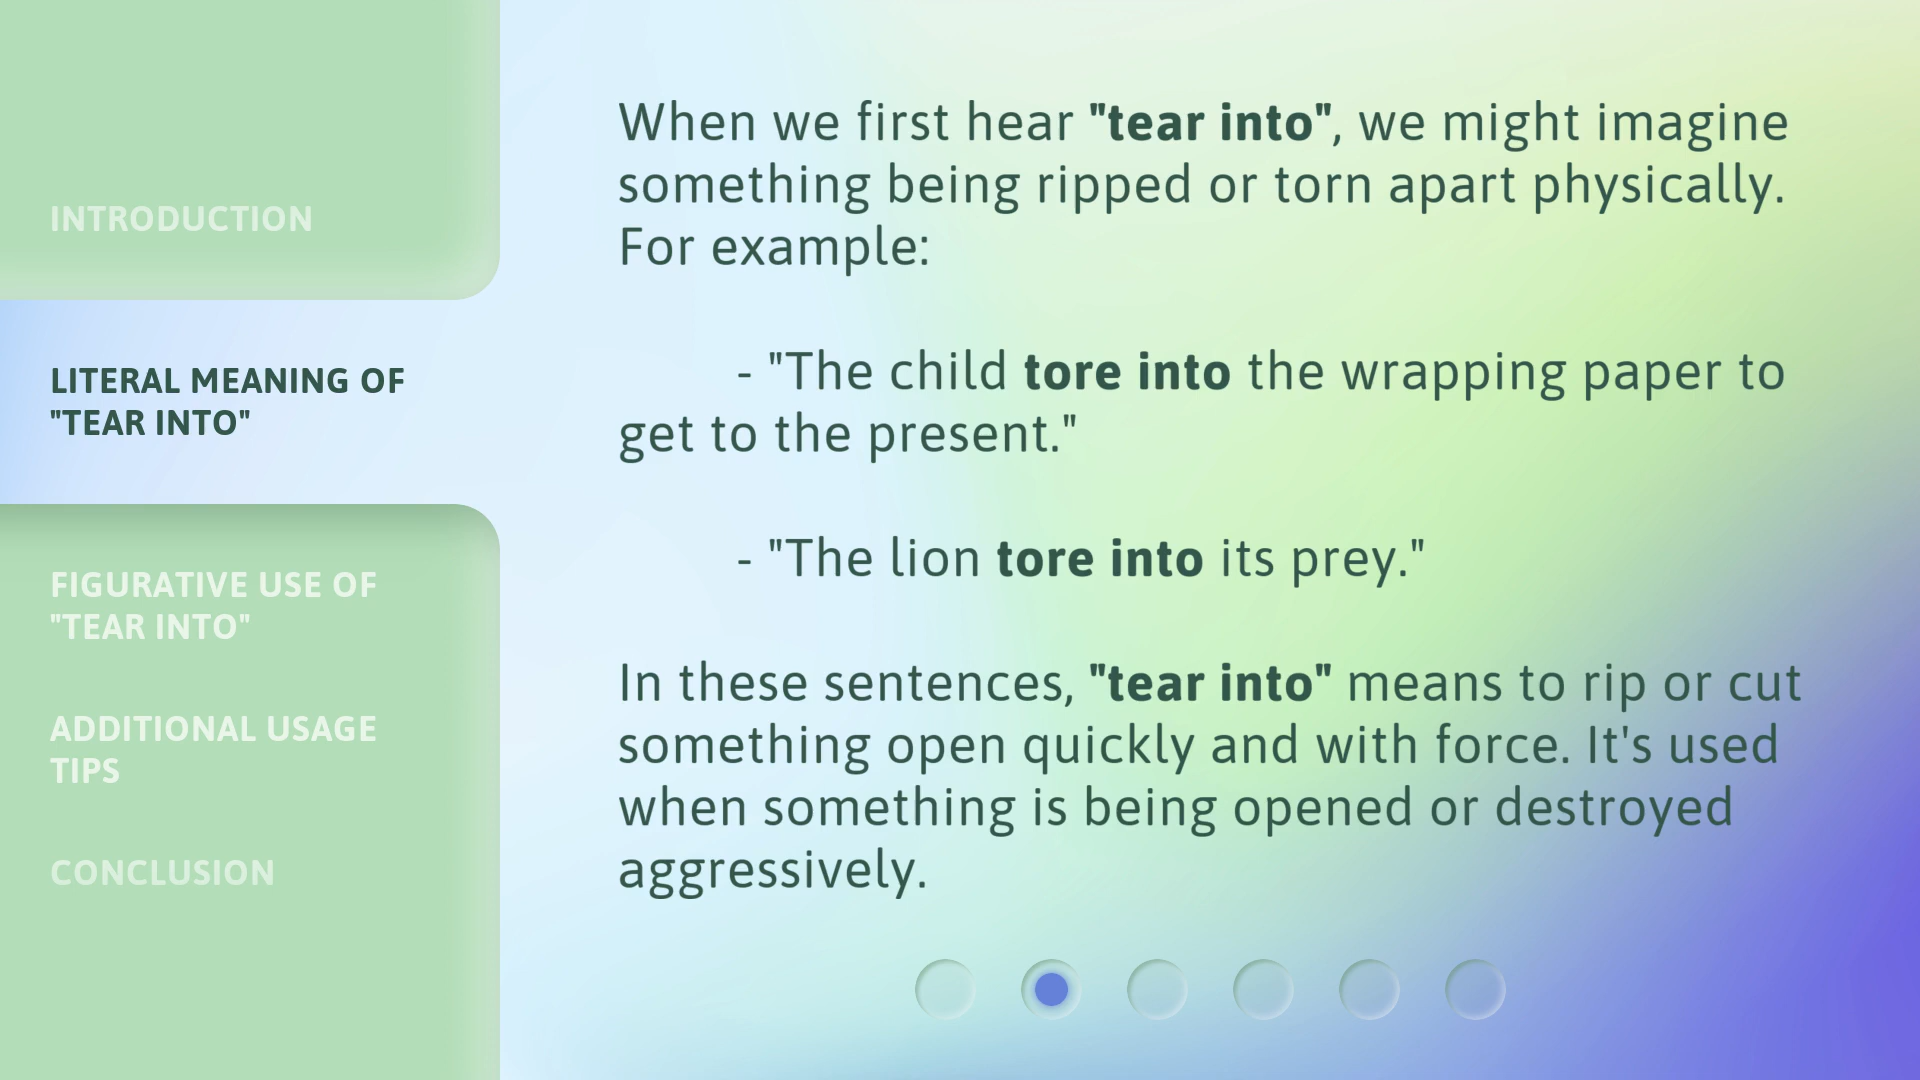 INTRODUCTION
LITERAL MEANING OF
"TEAR INTO"
FIGURATIVE USE OF
"TEAR INTO"
ADDITIONAL USAGE
TIPS
CONCLUSION
When we first hear "tear into", we might imagine
something being ripped or torn apart physically.
For example:
- "The child tore into the wrapping paper to
get to the present."
- "The lion tore into its prey."
In these sentences, "tear into" means to rip or cut
something open quickly and with force. It's used
when something is being opened or destroyed
aggressively.